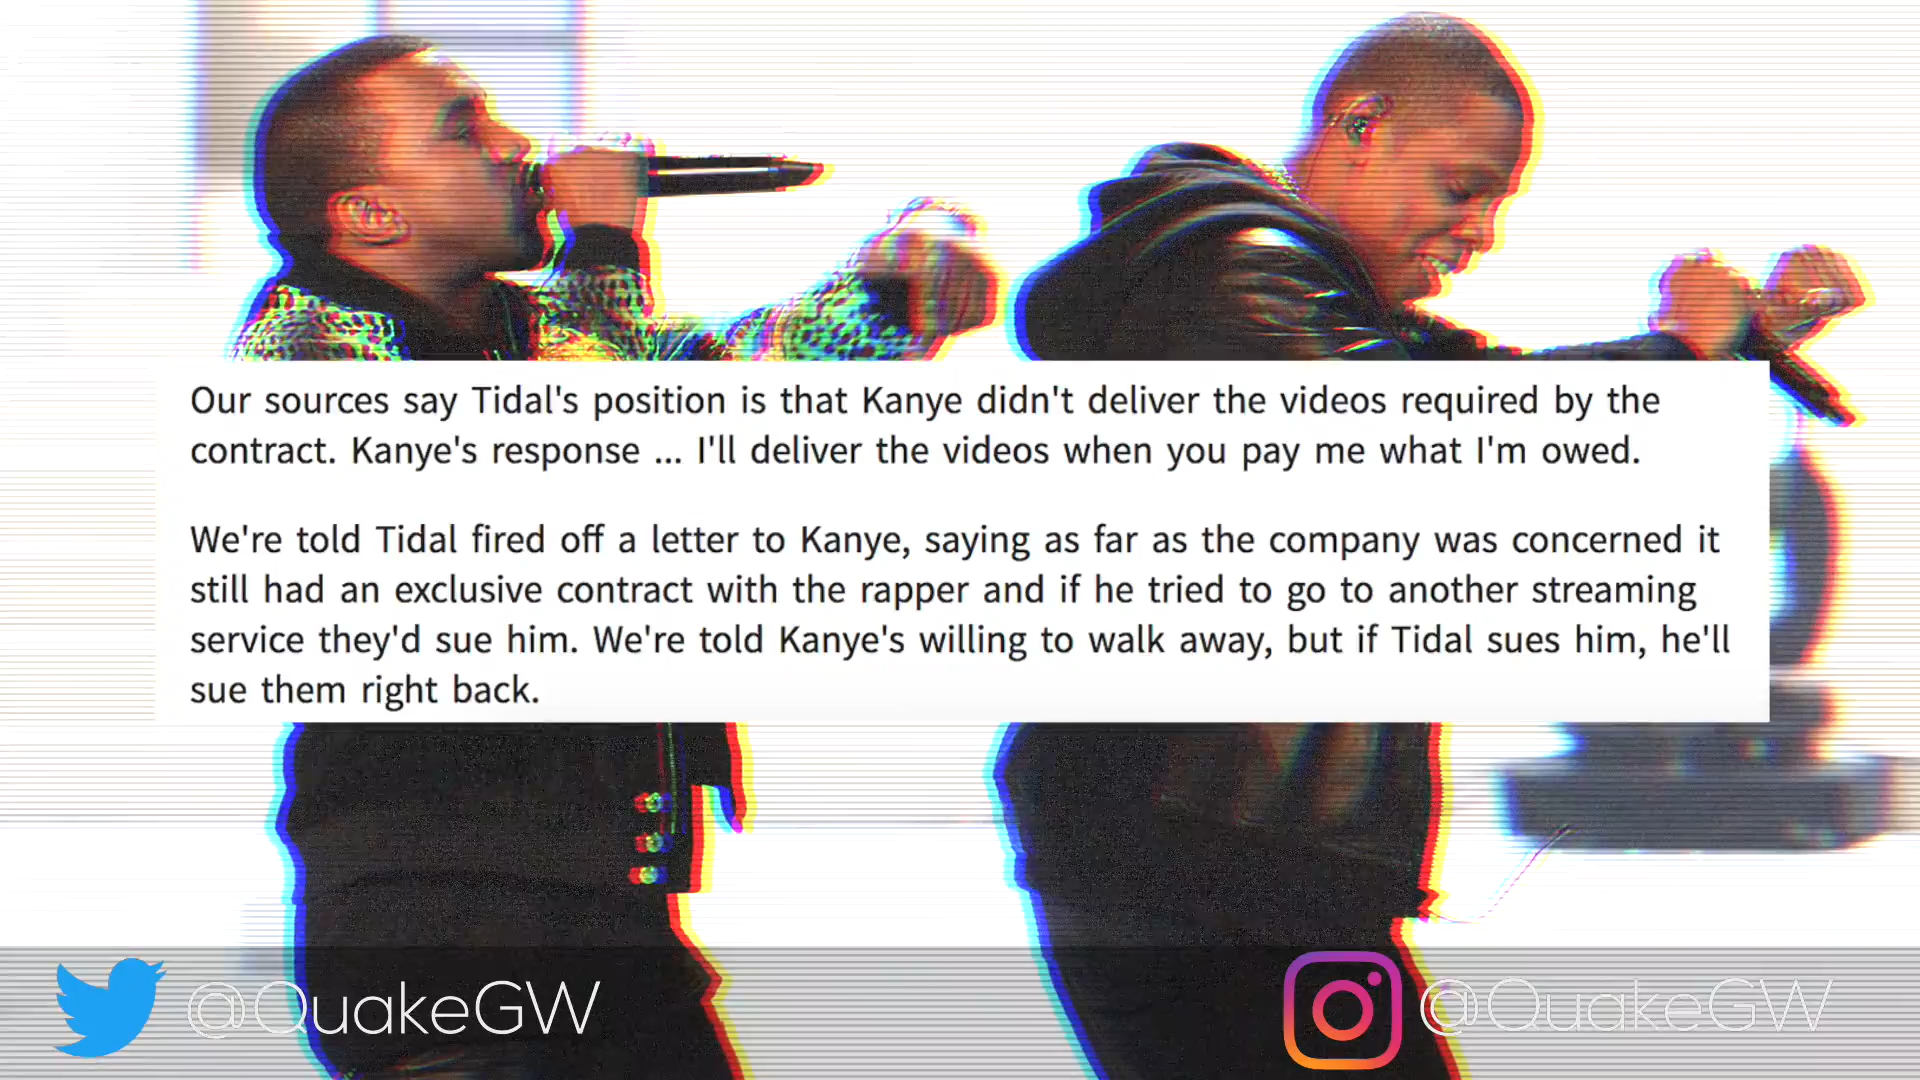 Our sources say Tidal's position is that Kanye didn't deliver the videos required by the
contract. Kanye's response ... I'll deliver the videos when you pay me what I'm owed.
We're told Tidal fired off a letter to Kanye, saying as far as the company was concerned it
still had an exclusive contract with the rapper and if he tried to go to another streaming
service they'd sue him. We're told Kanye's willing to walk away, but if Tidal sues him, he'll
sue them right back.
@QuakeGW
@QuakeGW